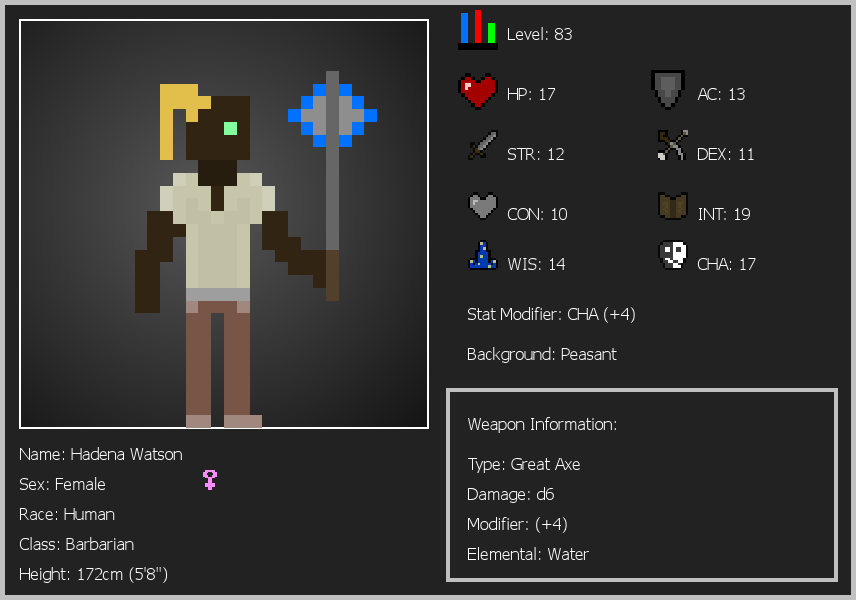 Level: 83
HP: 17
AC: 13
STR: 12
DEX: 11
CON: 10
INT: 19
WIS: 14
CHA: 17
Stat Modifier: CHA (+4)
Background: Peasant
Weapon Information:
Type: Great Axe
Damage: d6
Modifier: (+4)
Elemental: Water
Name: Hadena Watson
Sex: Female
Race: Human
Class: Barbarian
Height: 172cm (5'8")